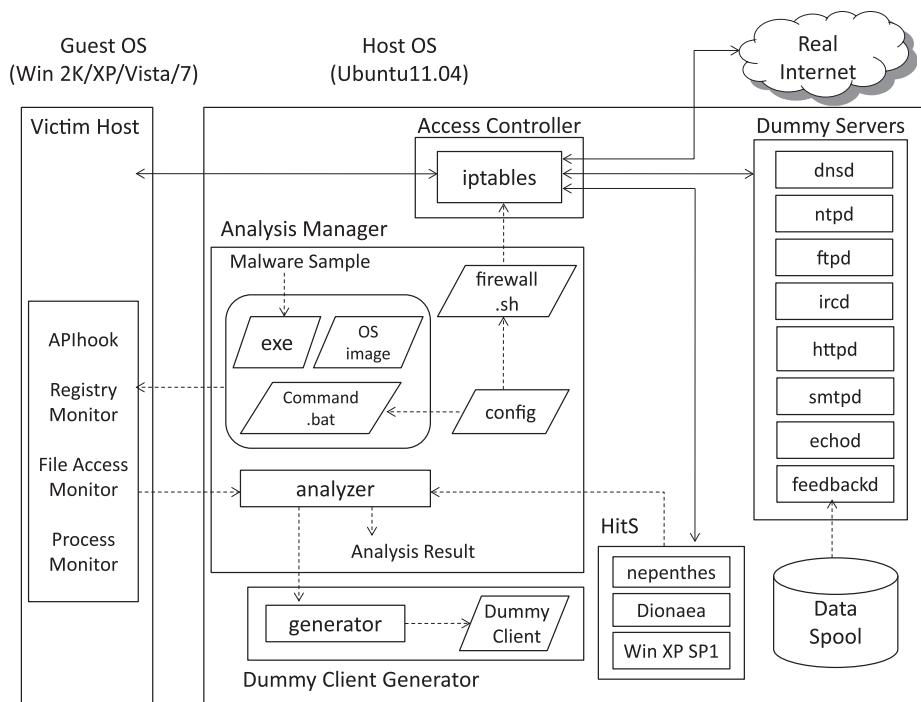 Guest OS
(Win 2K/XP/Vista/7)
Host OS
(Ubuntu11.04)
Real
Internet
Victim Host
Access Controller
Dummy Servers
iptables
dnsd
ntpd
ftpd
ircd
httpd
smtpd
echod
feedbackd
Analysis Manager
Malware Sample
firewall
.sh
exe
OS
image
Command
.bat
config
APIhook
Registry
Monitor
File Access
Monitor
Process
Monitor
analyzer
Analysis Result
HitS
nepenthes
Dionaea
Win XP SP1
Data
Spool
generator
Dummy
Client
Dummy Client Generator